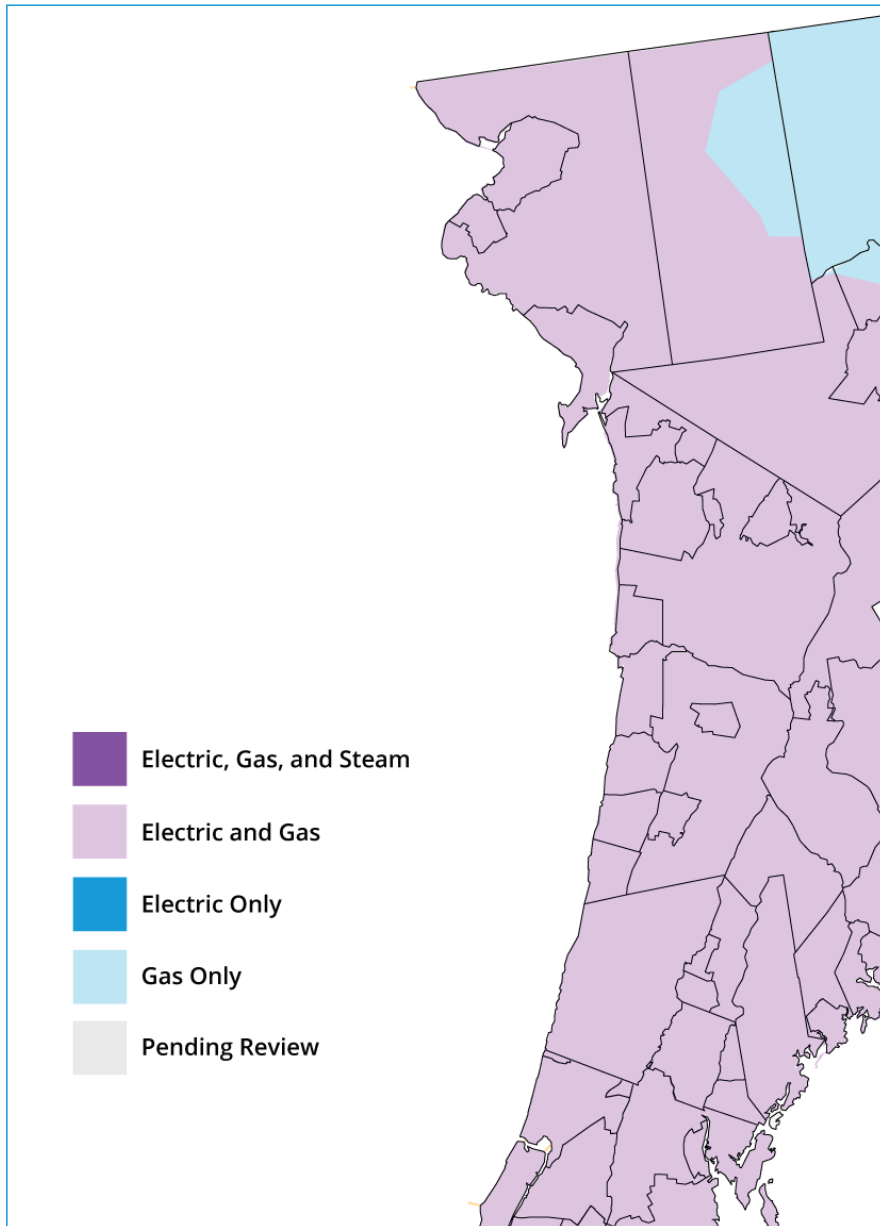 Electric, Gas, and Steam
Electric and Gas
Electric Only
Gas Only
Pending Review